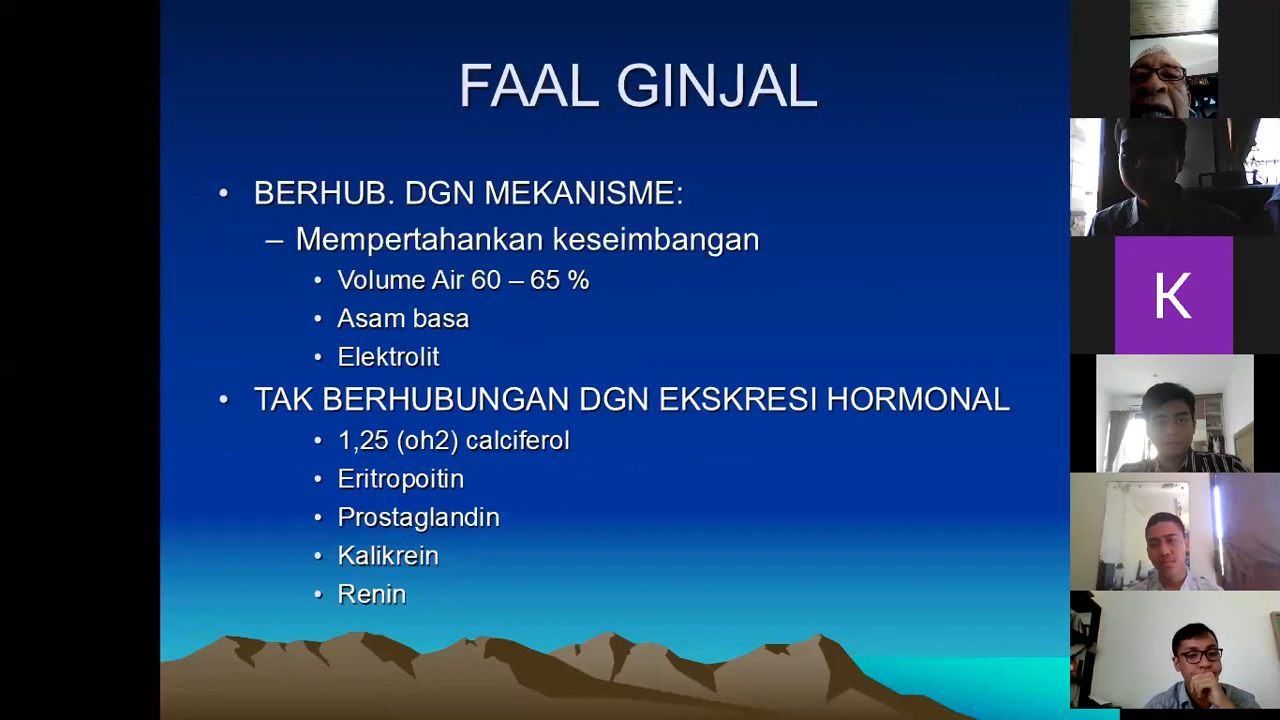 FAAL GINJAL
• BERHUB. DGN MEKANISME:
– Mempertahankan keseimbangan
• Volume Air 60 – 65 %
• Asam basa
• Elektrolit
• TAK BERHUBUNGAN DGN EKSKRESI HORMONAL
• 1,25 (oh2) calciferol
• Eritropoitin
• Prostaglandin
• Kalikrein
• Renin
K